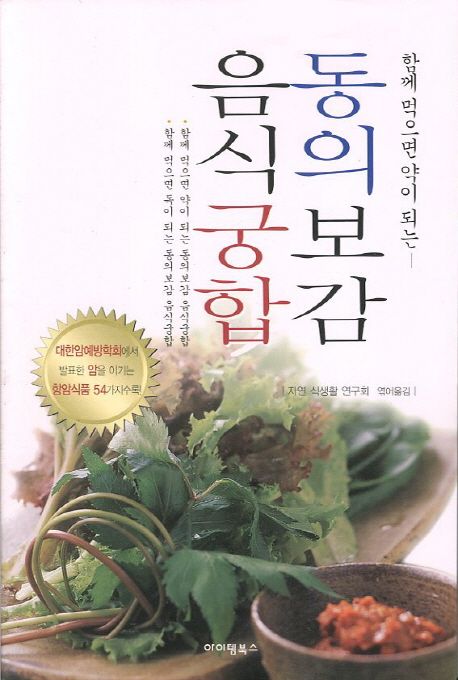 함께 먹으면 약이 되는―
동의보감
음식궁합
• 함께 먹으면 약이 되는 동의보감 음식궁합
• 함께 먹으면 독이 되는 동의보감 음식궁합
대한암예방학회에서
발표한 암을 이기는
항암식품 54가지수록!
| 자연 식생활 연구회 엮어옮김 |
아이템북스